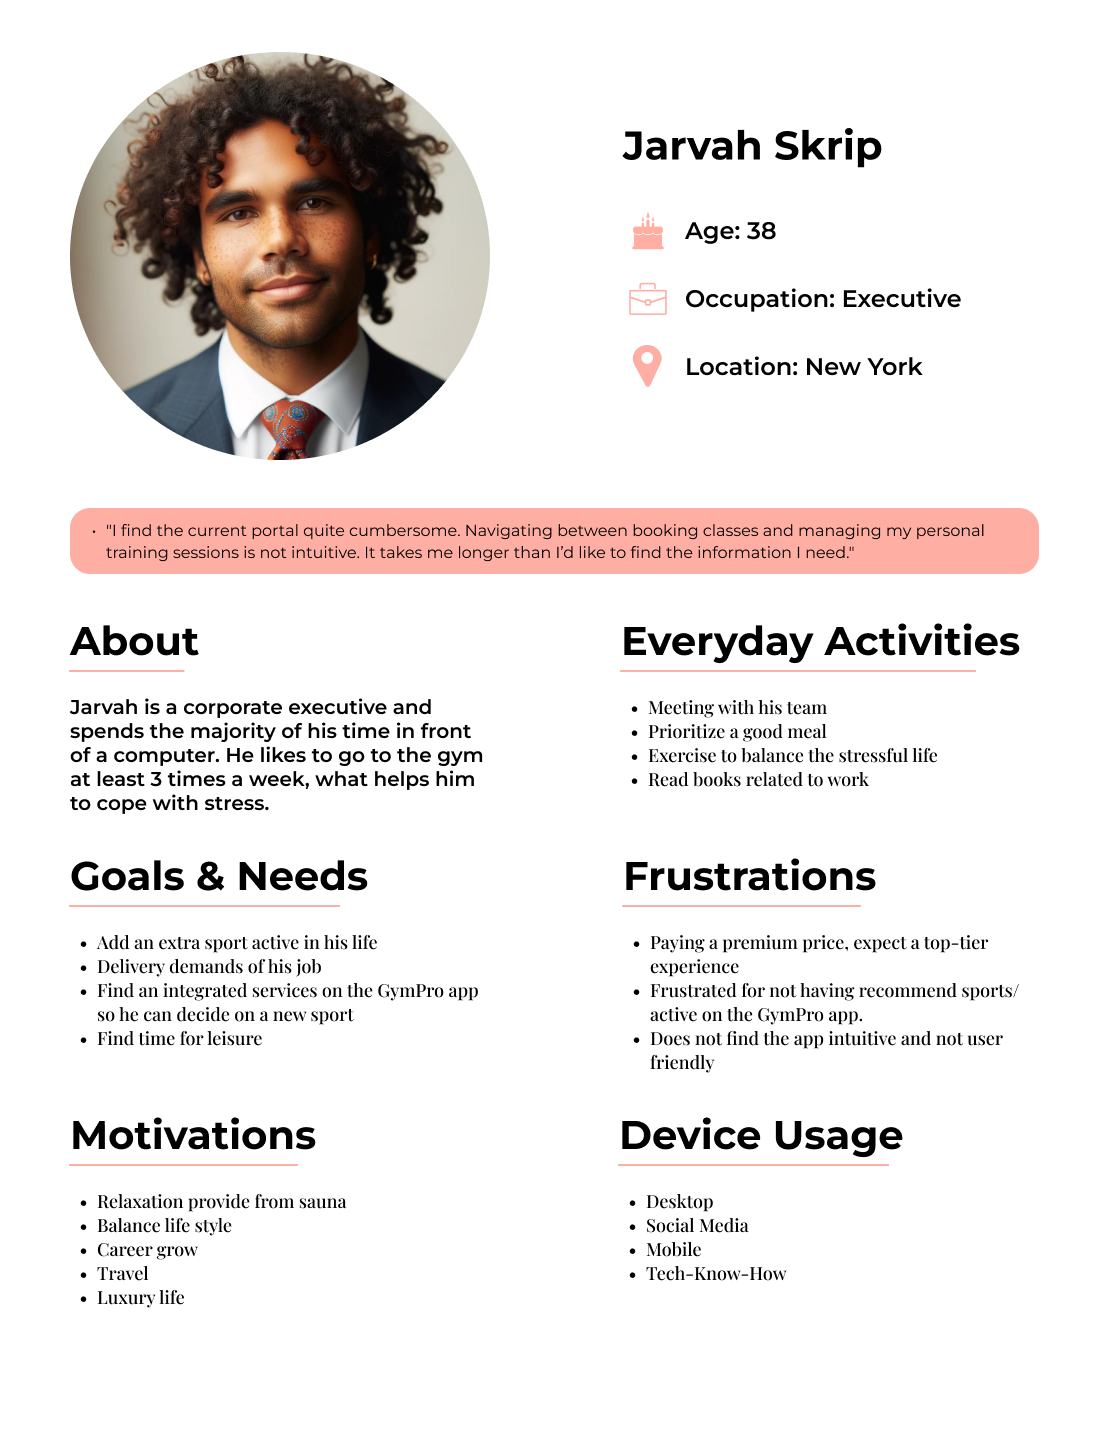 Jarvah Skrip
Age: 38
Occupation: Executive
Location: New York
• "I find the current portal quite cumbersome. Navigating between booking classes and managing my personal
training sessions is not intuitive. It takes me longer than I'd like to find the information I need."
About
Jarvah is a corporate executive and
spends the majority of his time in front
of a computer. He likes to go to the gym
at least 3 times a week, what helps him
to cope with stress.
Everyday Activities
• Meeting with his team
• Prioritize a good meal
• Exercise to balance the stressful life
• Read books related to work
Goals & Needs
• Add an extra sport active in his life
• Delivery demands of his job
• Find an integrated services on the GymPro app
so he can decide on a new sport
• Find time for leisure
Frustrations
• Paying a premium price, expect a top-tier
experience
• Frustrated for not having recommend sports/
active on the GymPro app.
• Does not find the app intuitive and not user
friendly
Motivations
• Relaxation provide from sauna
• Balance life style
• Career grow
• Travel
• Luxury life
Device Usage
• Desktop
• Social Media
• Mobile
• Tech-Know-How